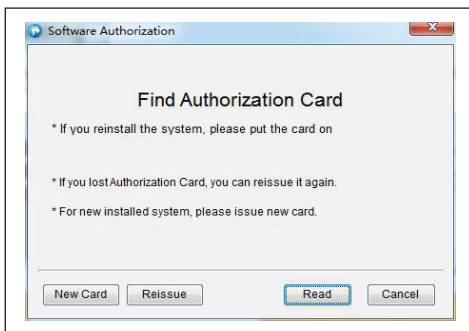 Software Authorization
Find Authorization Card
* If you reinstall the system, please put the card on
* If you lost Authorization Card, you can reissue it again.
* For new installed system, please issue new card.
New Card Reissue Read Cancel